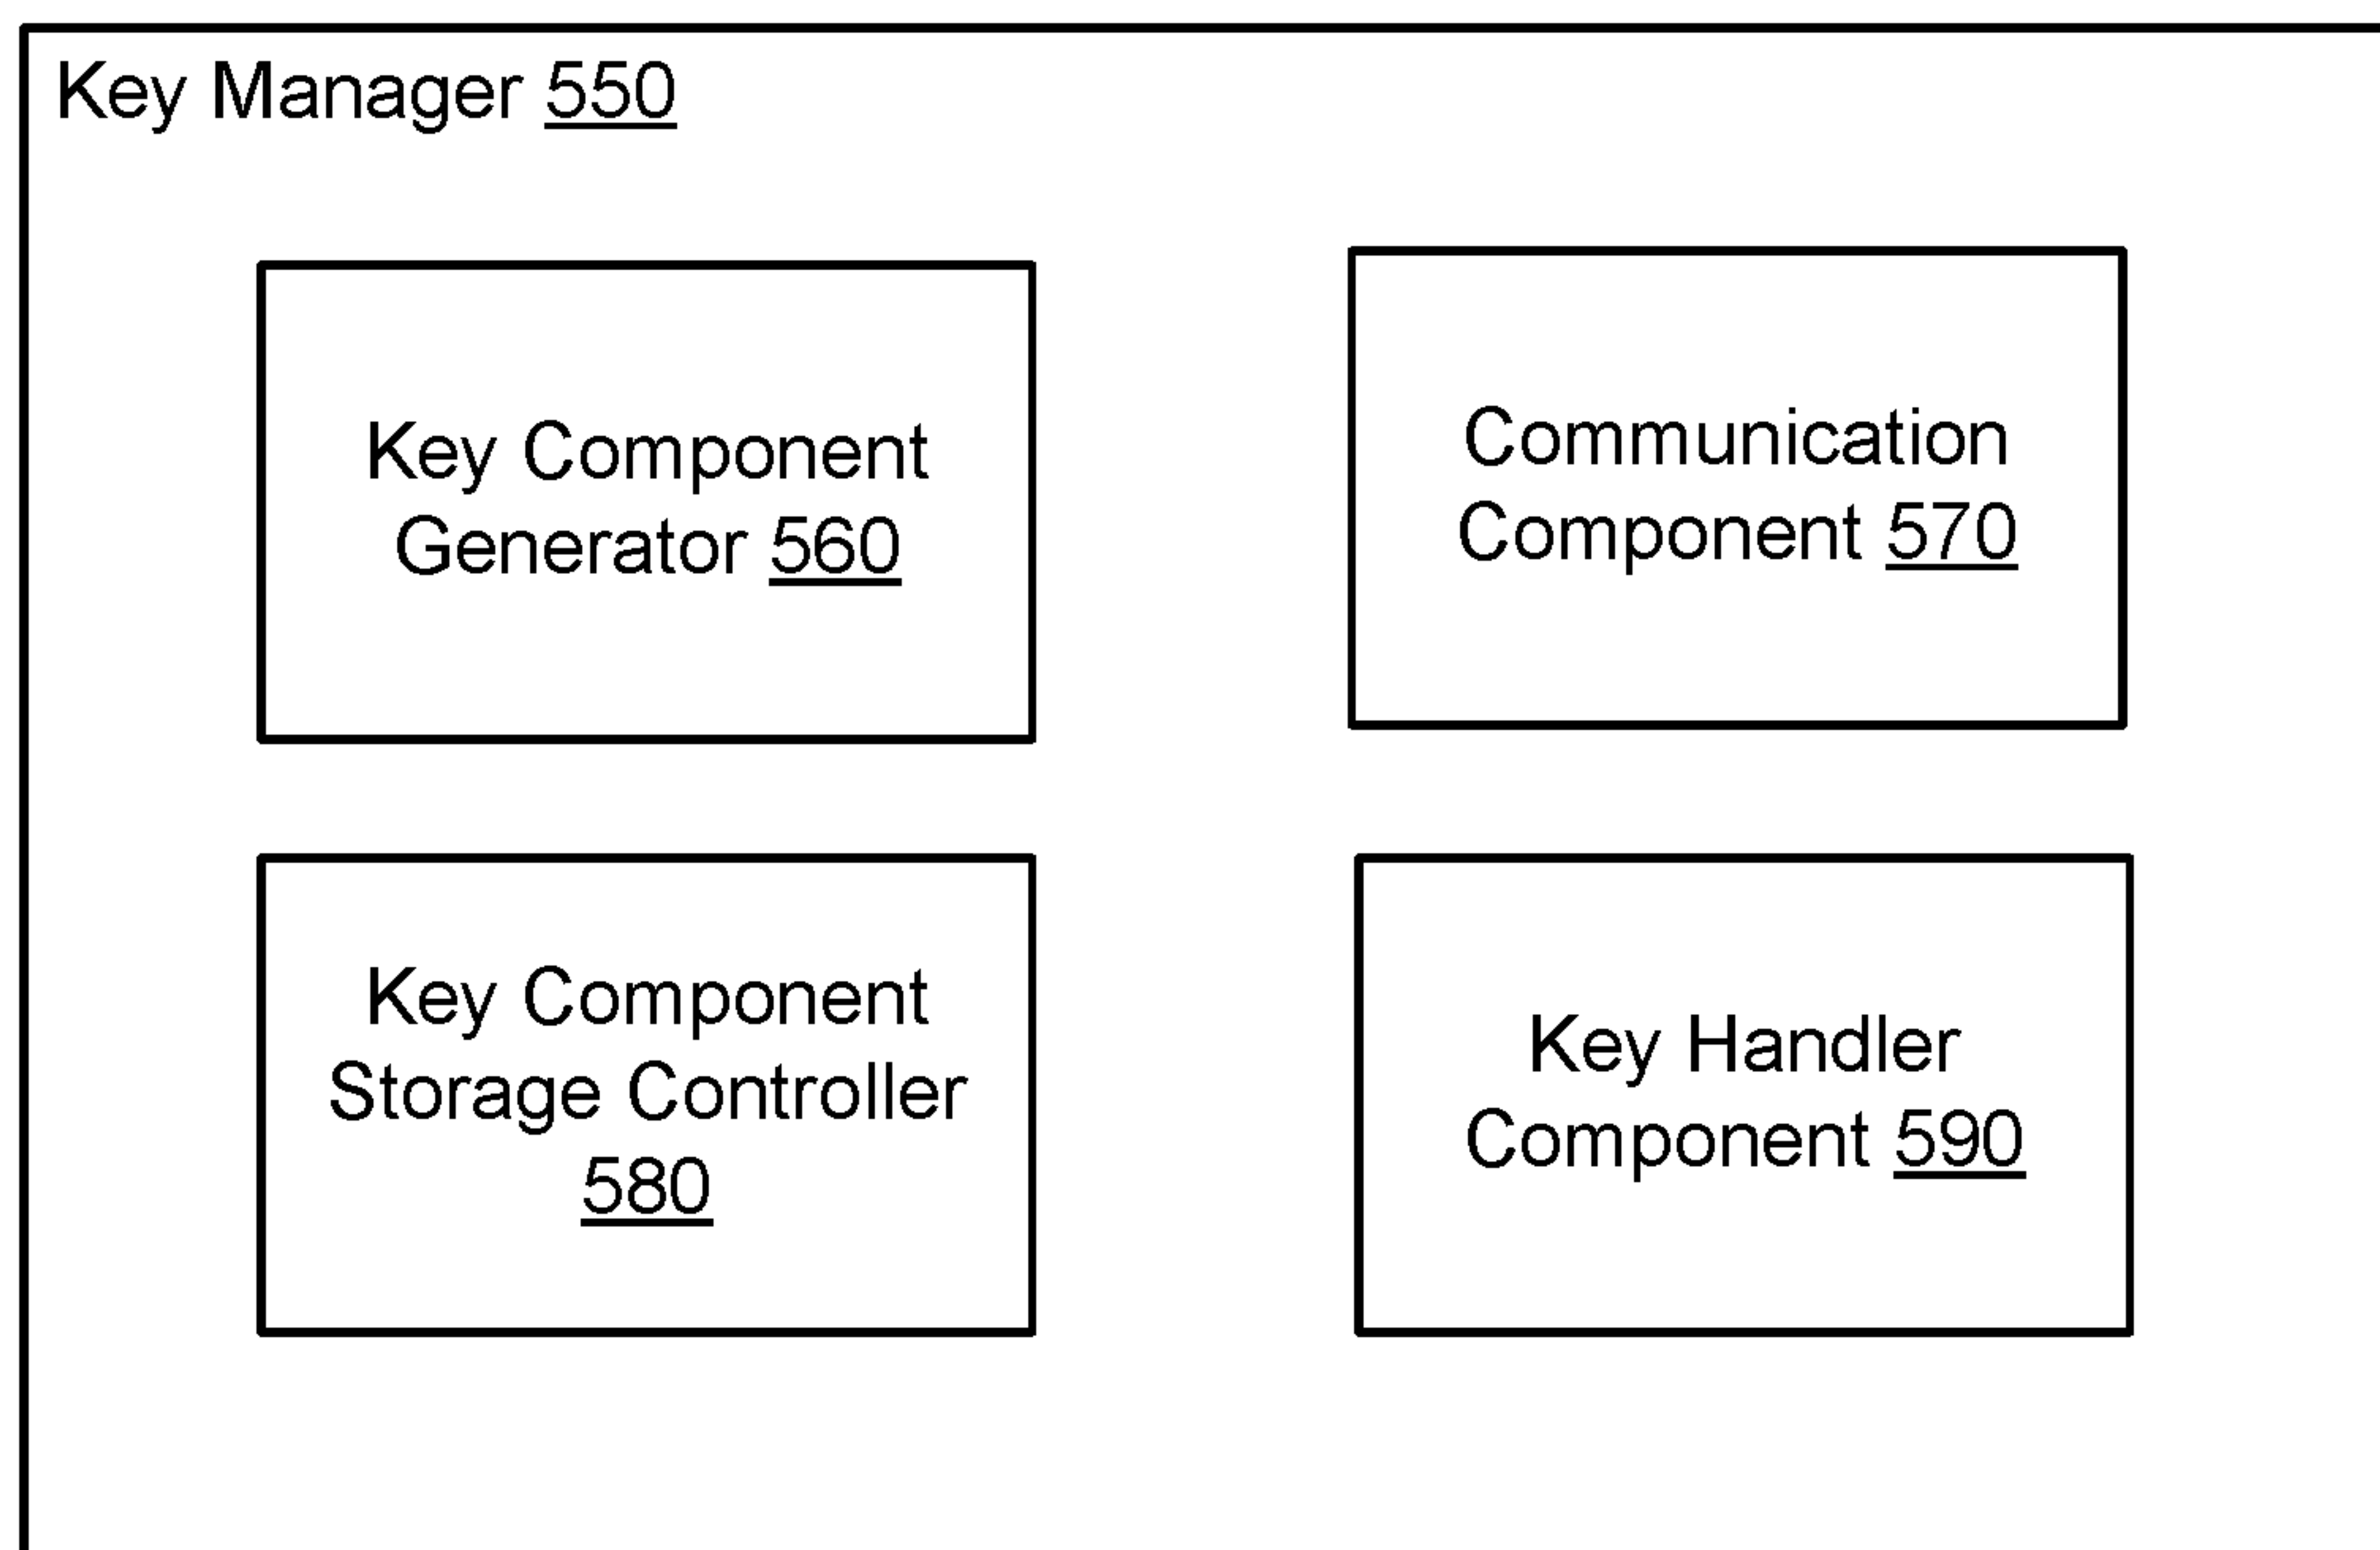 Key Manager 550
Key Component
Generator 560
Communication
Component 570
Key Component
Storage Controller
580
Key Handler
Component 590